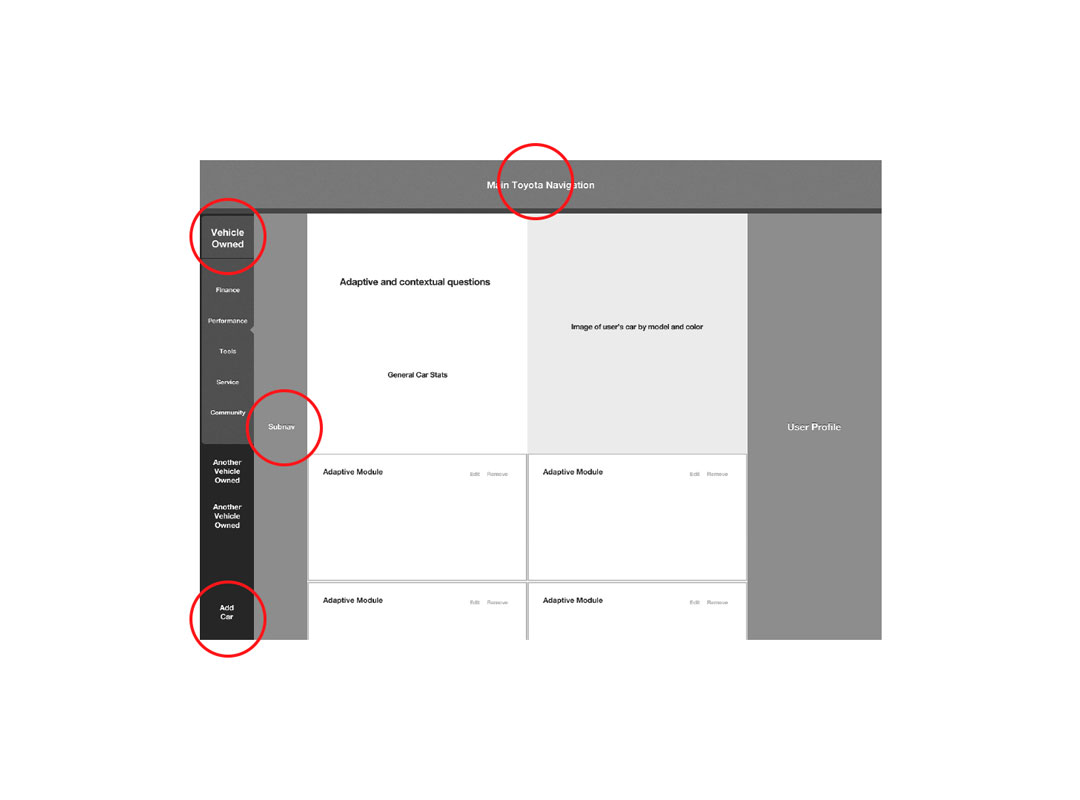 Main Toyota Navigation
Vehicle
Owned
Finance
Performance
Tools
Service
Community
Another
Vehicle
Owned
Another
Vehicle
Owned
Add
Car
Subnav
Adaptive and contextual questions
General Car Stats
Image of user's car by model and color
Adaptive Module
Edit Remove
Adaptive Module
Edit Remove
Adaptive Module
Edit Remove
Adaptive Module
Edit Remove
User Profile